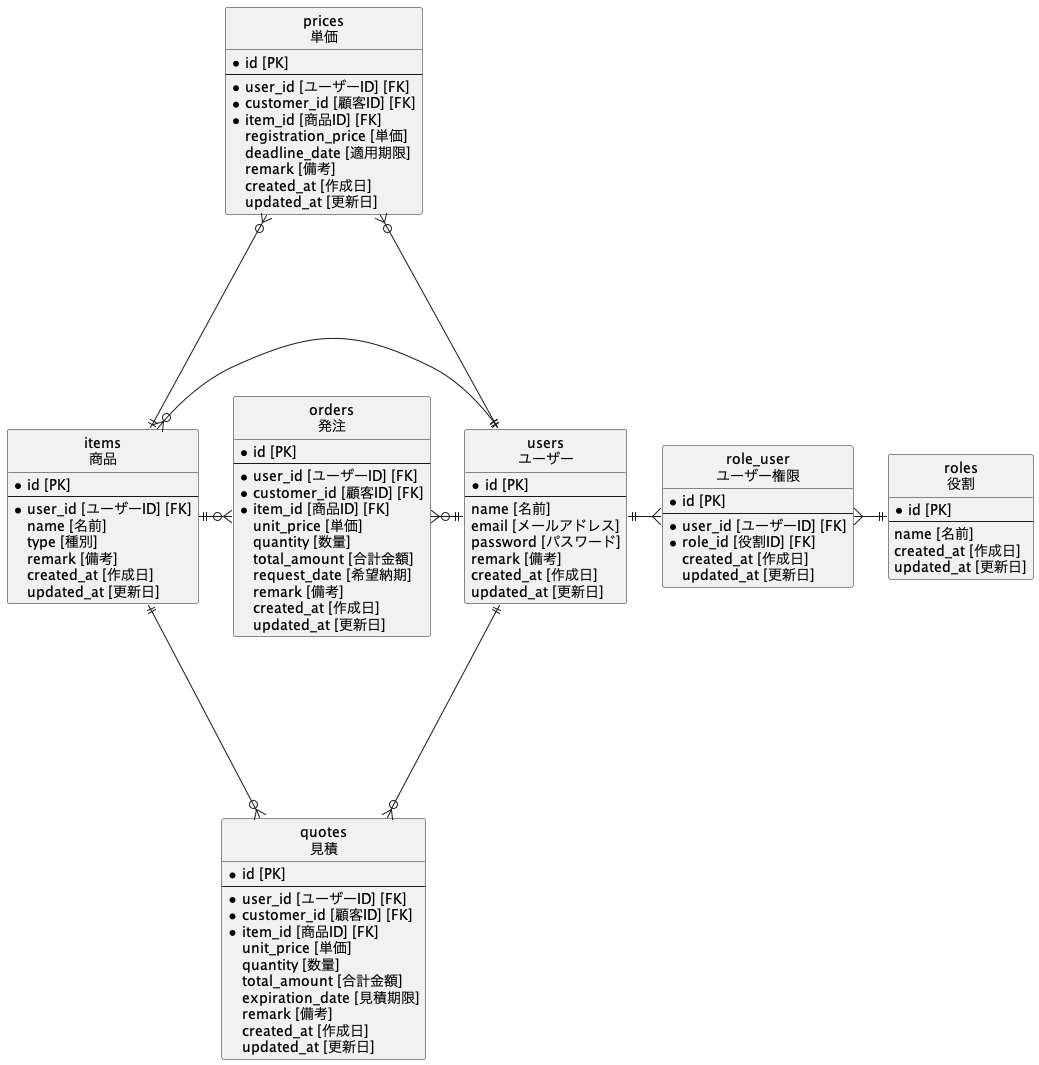 prices
単価
* id [PK]
* user_id [ユーザーID] [FK]
* customer_id [顧客ID] [FK]
* item_id [商品ID] [FK]
registration_price [単価]
deadline_date [適用期限]
remark [備考]
created_at [作成日]
updated_at [更新日]
items
商品
* id [PK]
* user_id [ユーザーID] [FK]
name [名前]
type [種別]
remark [備考]
created_at [作成日]
updated_at [更新日]
orders
発注
* id [PK]
* user_id [ユーザーID] [FK]
* customer_id [顧客ID] [FK]
* item_id [商品ID] [FK]
unit_price [単価]
quantity [数量]
total_amount [合計金額]
request_date [希望納期]
remark [備考]
created_at [作成日]
updated_at [更新日]
users
ユーザー
* id [PK]
name [名前]
email [メールアドレス]
password [パスワード]
remark [備考]
created_at [作成日]
updated_at [更新日]
role_user
ユーザー権限
* id [PK]
* user_id [ユーザーID] [FK]
* role_id [役割ID] [FK]
created_at [作成日]
updated_at [更新日]
roles
役割
* id [PK]
name [名前]
created_at [作成日]
updated_at [更新日]
quotes
見積
* id [PK]
* user_id [ユーザーID] [FK]
* customer_id [顧客ID] [FK]
* item_id [商品ID] [FK]
unit_price [単価]
quantity [数量]
total_amount [合計金額]
expiration_date [見積期限]
remark [備考]
created_at [作成日]
updated_at [更新日]